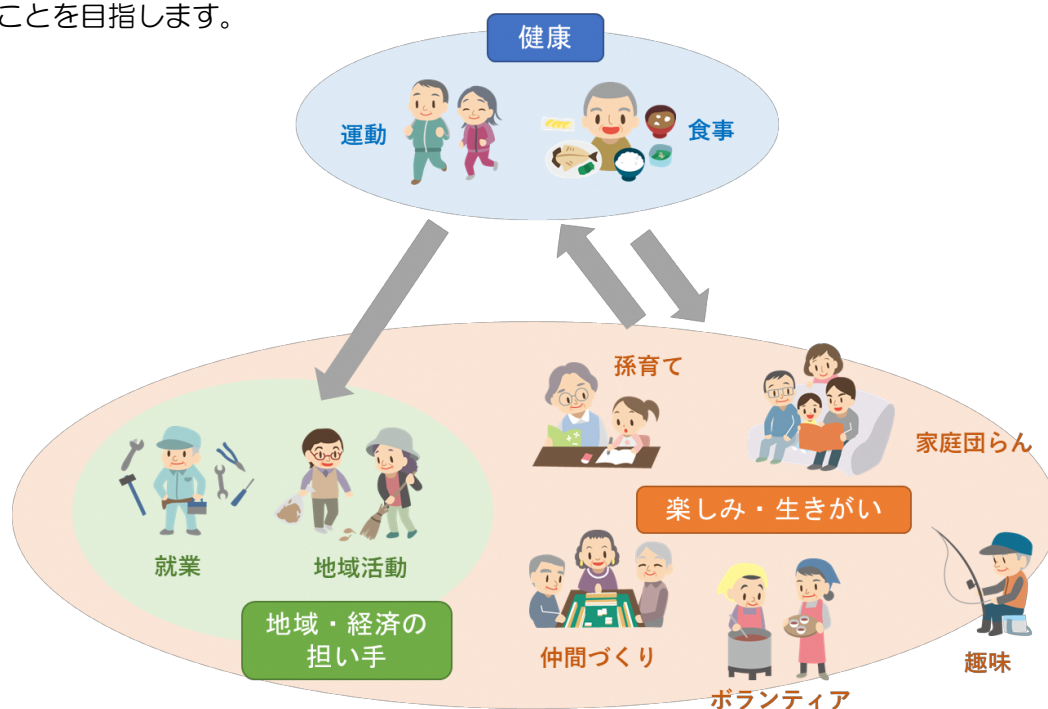 ことを目指します。
健康
運動
食事
孫育て
家庭団らん
楽しみ・生きがい
就業
地域活動
地域・経済の
担い手
仲間づくり
ボランティア
趣味